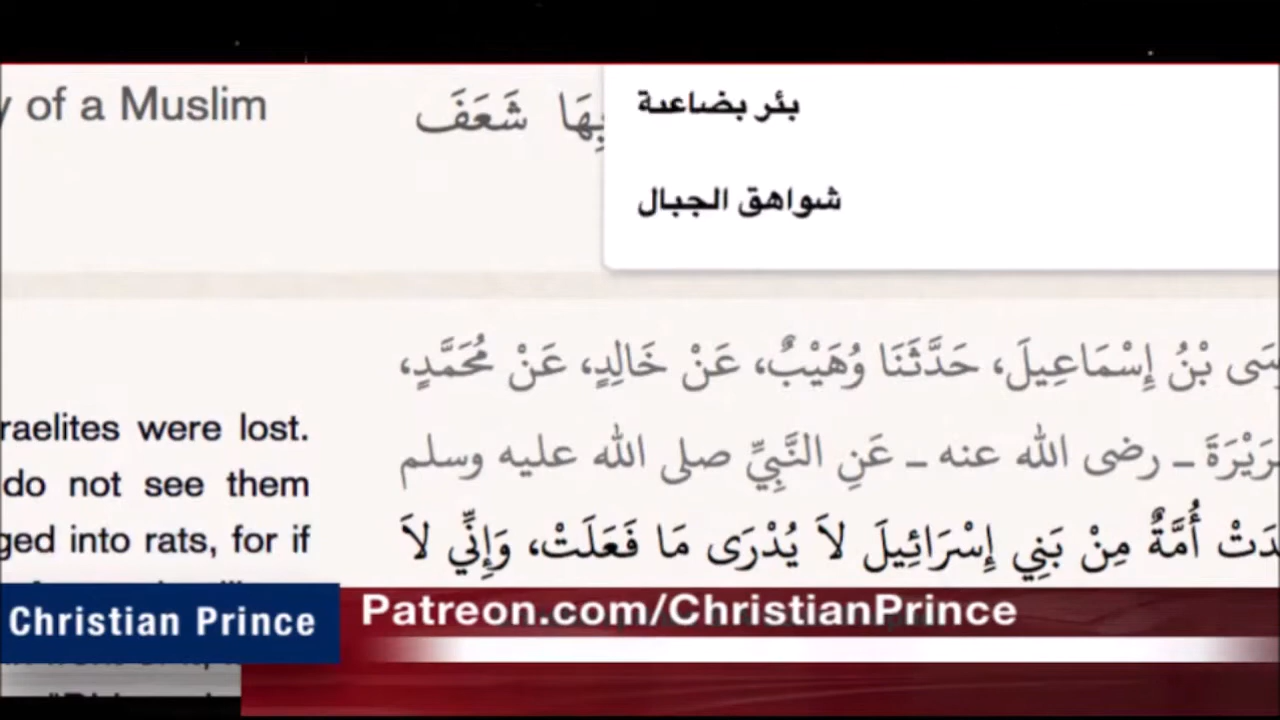 y of a Muslim
بِهَا شَعَفَ
بئر بضاعىة
شواهق الجبال
raelites were lost.
do not see them
ged into rats, for if
بْنُ إِسْمَاعِيلَ، حَدَّثَنَا وُهَيْبٌ، عَنْ خَالِدٍ، عَنْ مُحَمَّدٍ،
ـ رضى الله عنه ـ عَنِ النَّبِيِّ صلى الله عليه وسلم
أُمَّةٌ مِنْ بَنِي إِسْرَائِيلَ لاَ يُدْرَى مَا فَعَلَتْ، وَإِنِّي لاَ
Christian Prince
Patreon.com/ChristianPrince